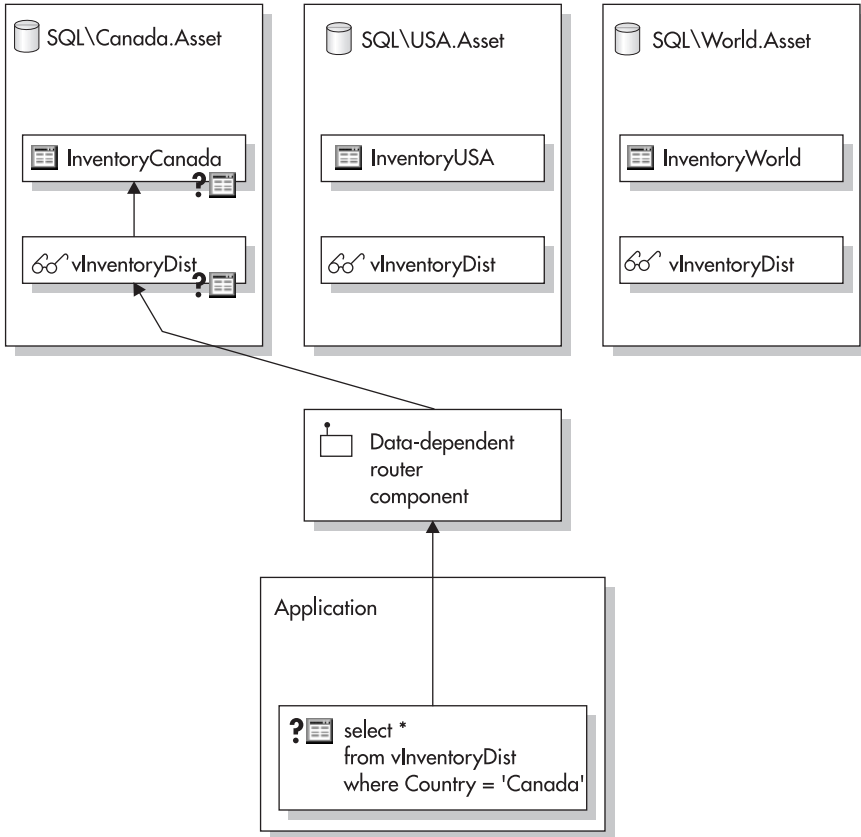 SQL\Canada.Asset
SQL\USA.Asset
SQL\World.Asset
InventoryCanada
?
InventoryUSA
InventoryWorld
vInventoryDist
?
vInventoryDist
vInventoryDist
Data-dependent
router
component
Application
? select *
from vInventoryDist
where Country = 'Canada'